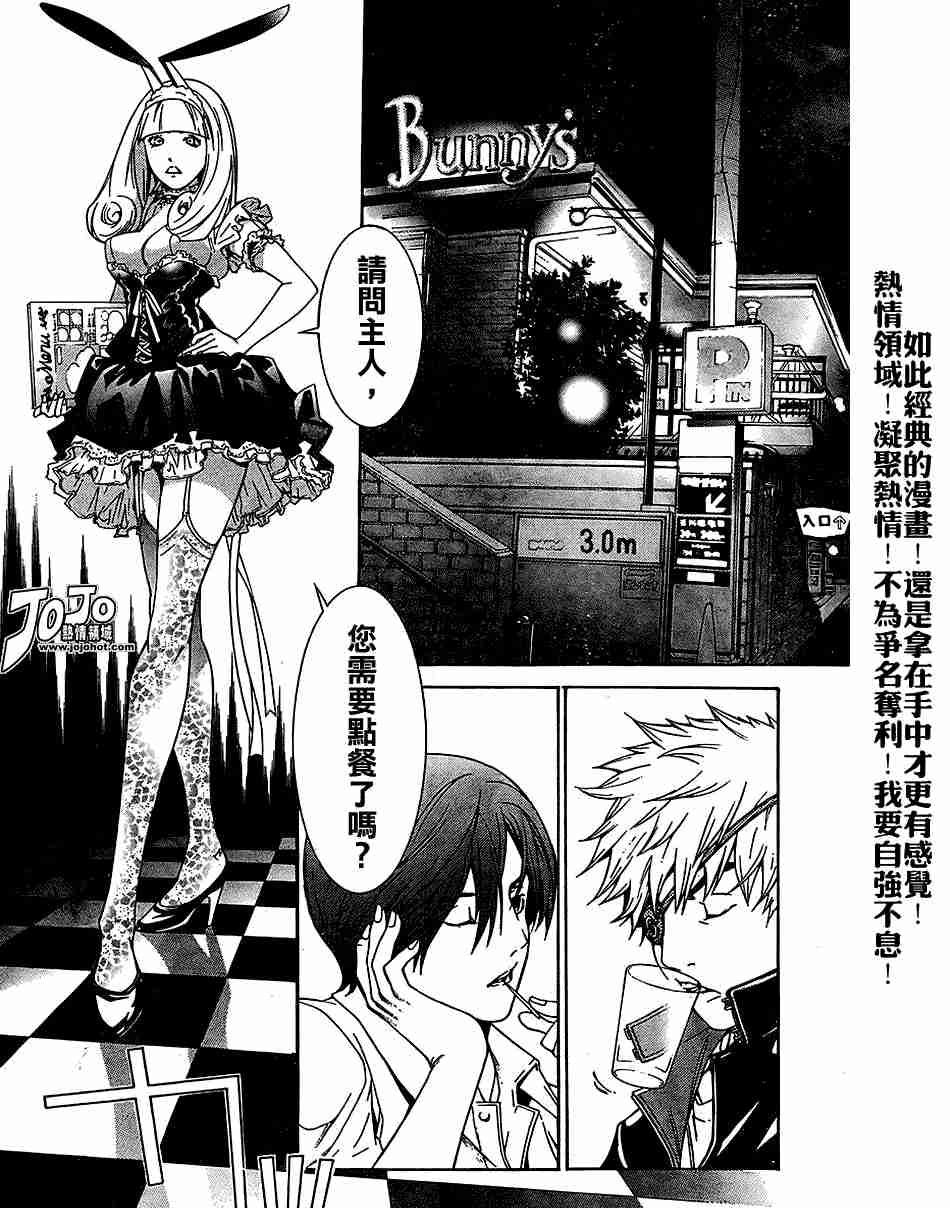 Bunny's
P
IN
3.0m
入口
請問主人，
您需要點餐了嗎？
如此經典的漫畫！還是拿在手中才更有感覺！
熱情領域！凝聚熱情！不為爭名奪利！我要自強不息！
JOJO
熱情領域
www.jojohot.com